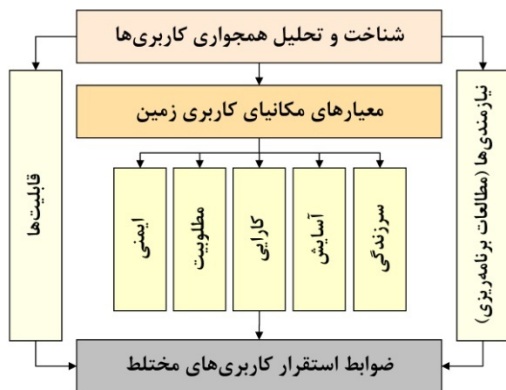 شناخت و تحلیل همجواری کاربری‌ها
نیازمندی‌ها (مطالعات برنامه‌ریزی)
معیارهای مکانیای کاربری زمین
سرزندگی
آسایش
کارایی
مطلوبیت
ایمنی
قابلیت‌ها
ضوابط استقرار کاربری‌های مختلط